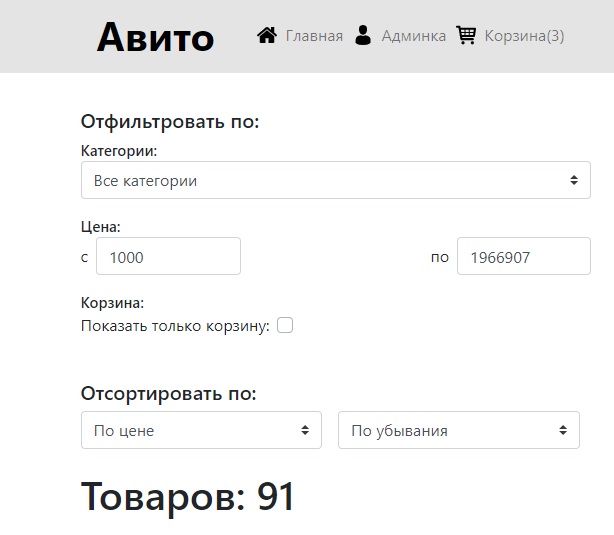 Авито Главная Админка Корзина(3)
Отфильтровать по:
Категории:
Все категории
Цена:
с 1000 по 1966907
Корзина:
Показать только корзину:
Отсортировать по:
По цене По убывания
Товаров: 91